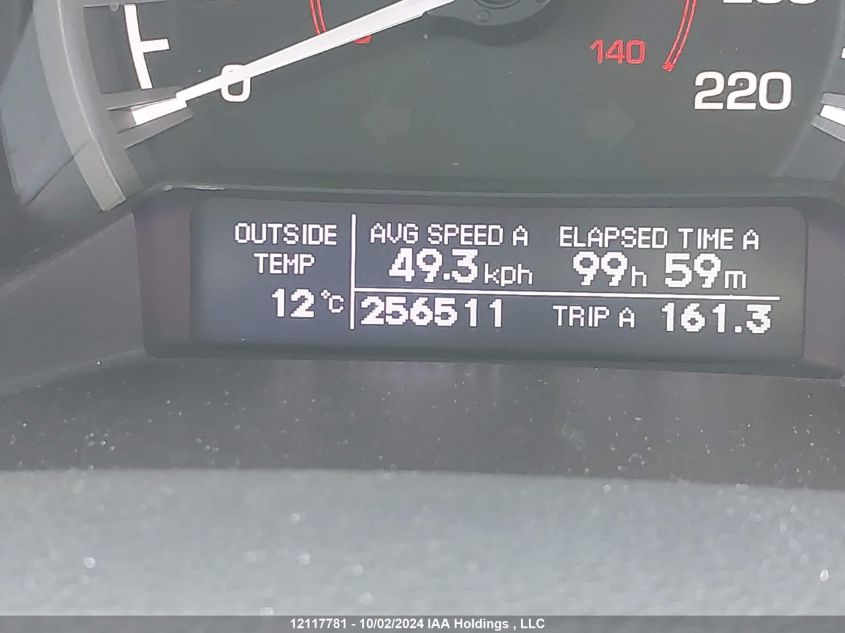 0
140
220
OUTSIDE TEMP
12 °C
AVG SPEED A
49.3 kph
ELAPSED TIME A
99h 59m
256511
TRIP A 161.3
12117781 - 10/02/2024 IAA Holdings , LLC